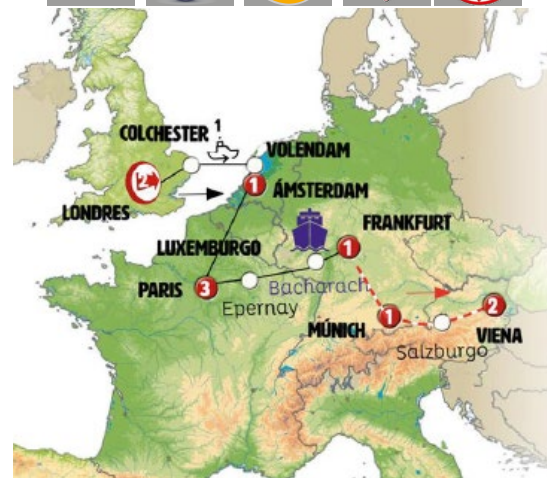 COLCHESTER
1
VOLENDAM
2
1
ÁMSTERDAM
LONDRES
FRANKFURT
LUXEMBURGO
1
PARIS
3
Bacharach
Epernay
2
1
MÚNICH
VIENA
Salzburgo